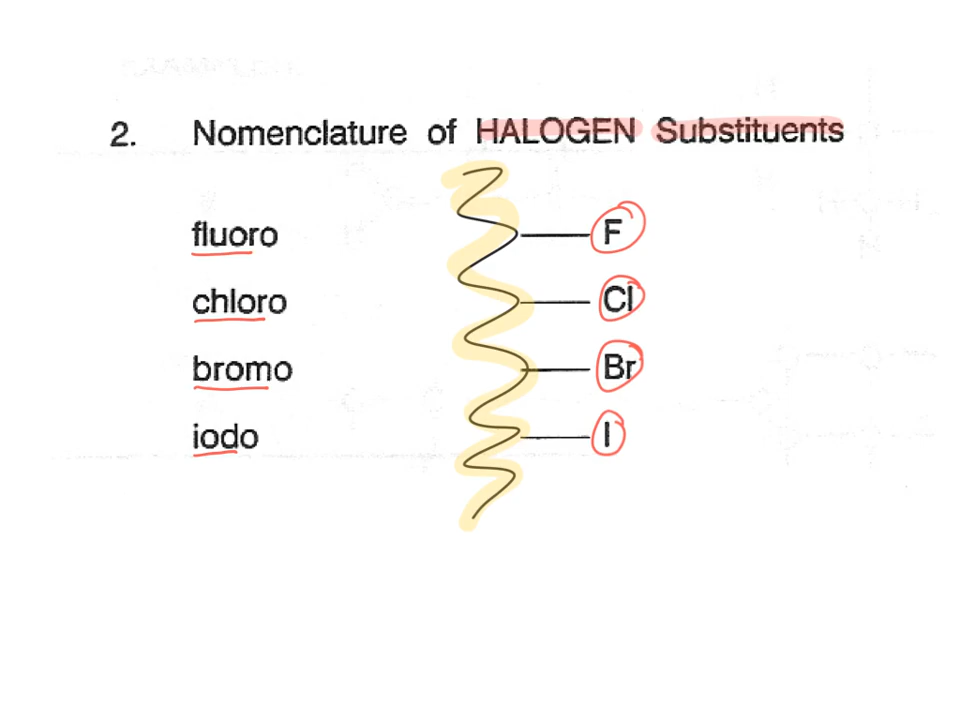 2. Nomenclature of HALOGEN Substituents
fluoro F
chloro Cl
bromo Br
iodo I